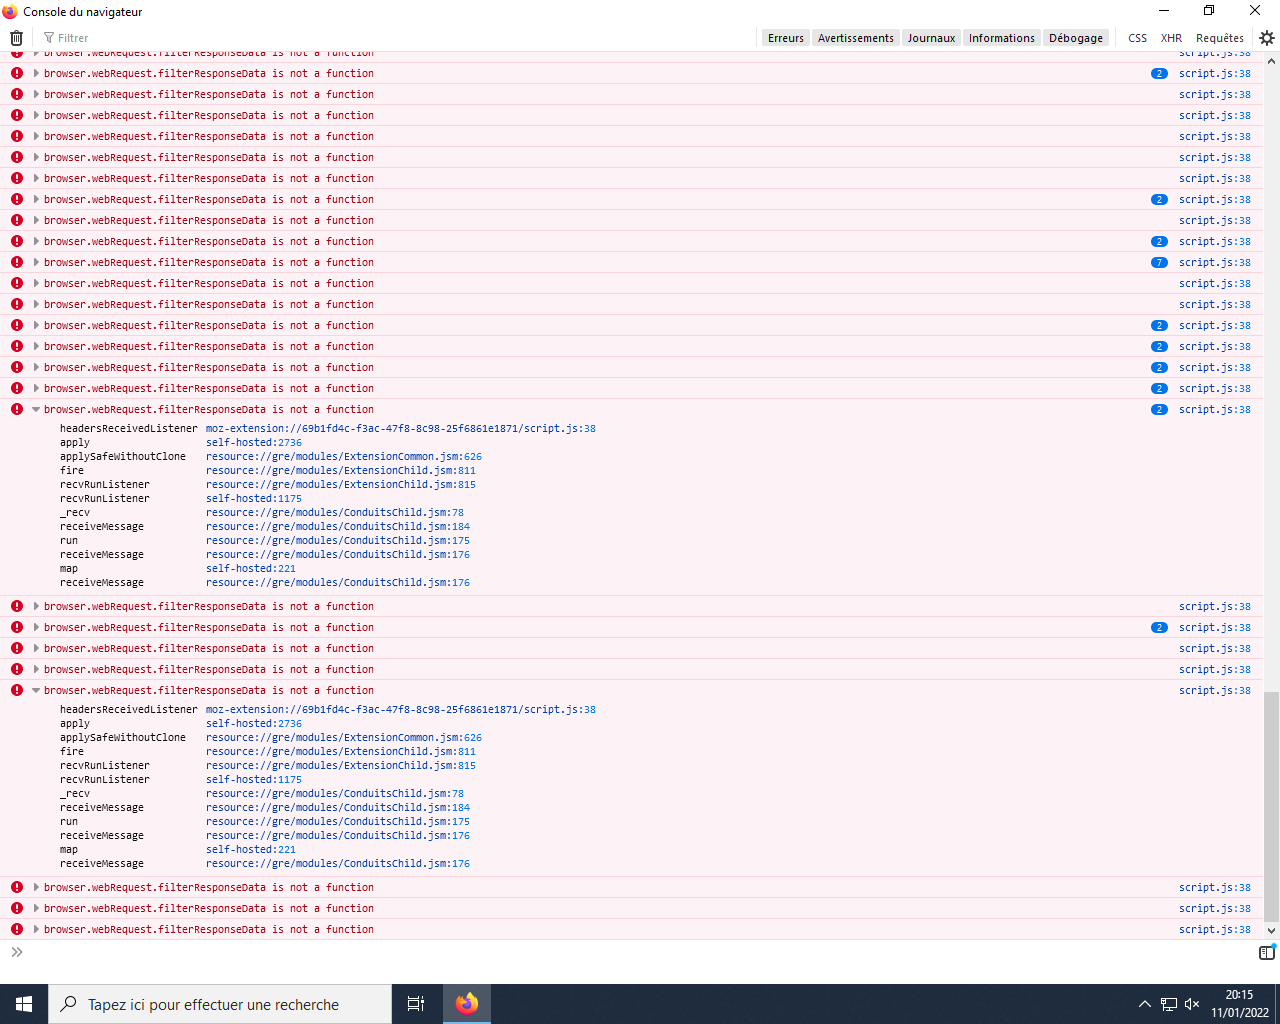 Console du navigateur
Filtrer
Erreurs Avertissements Journaux Informations Débogage CSS XHR Requêtes
browser.webRequest.filterResponseData is not a function script.js:38
browser.webRequest.filterResponseData is not a function 2 script.js:38
browser.webRequest.filterResponseData is not a function script.js:38
browser.webRequest.filterResponseData is not a function script.js:38
browser.webRequest.filterResponseData is not a function script.js:38
browser.webRequest.filterResponseData is not a function script.js:38
browser.webRequest.filterResponseData is not a function script.js:38
browser.webRequest.filterResponseData is not a function 2 script.js:38
browser.webRequest.filterResponseData is not a function script.js:38
browser.webRequest.filterResponseData is not a function 2 script.js:38
browser.webRequest.filterResponseData is not a function 7 script.js:38
browser.webRequest.filterResponseData is not a function script.js:38
browser.webRequest.filterResponseData is not a function script.js:38
browser.webRequest.filterResponseData is not a function 2 script.js:38
browser.webRequest.filterResponseData is not a function 2 script.js:38
browser.webRequest.filterResponseData is not a function 2 script.js:38
browser.webRequest.filterResponseData is not a function 2 script.js:38
browser.webRequest.filterResponseData is not a function 2 script.js:38
headersReceivedListener moz-extension://69b1fd4c-f3ac-47f8-8c98-25f6861e1871/script.js:38
apply self-hosted:2736
applySafeWithoutClone resource://gre/modules/ExtensionCommon.jsm:626
fire resource://gre/modules/ExtensionChild.jsm:811
recvRunListener resource://gre/modules/ExtensionChild.jsm:815
recvRunListener self-hosted:1175
_recv resource://gre/modules/ConduitsChild.jsm:78
receiveMessage resource://gre/modules/ConduitsChild.jsm:184
run resource://gre/modules/ConduitsChild.jsm:175
receiveMessage resource://gre/modules/ConduitsChild.jsm:176
map self-hosted:221
receiveMessage resource://gre/modules/ConduitsChild.jsm:176
browser.webRequest.filterResponseData is not a function script.js:38
browser.webRequest.filterResponseData is not a function 2 script.js:38
browser.webRequest.filterResponseData is not a function script.js:38
browser.webRequest.filterResponseData is not a function script.js:38
browser.webRequest.filterResponseData is not a function script.js:38
headersReceivedListener moz-extension://69b1fd4c-f3ac-47f8-8c98-25f6861e1871/script.js:38
apply self-hosted:2736
applySafeWithoutClone resource://gre/modules/ExtensionCommon.jsm:626
fire resource://gre/modules/ExtensionChild.jsm:811
recvRunListener resource://gre/modules/ExtensionChild.jsm:815
recvRunListener self-hosted:1175
_recv resource://gre/modules/ConduitsChild.jsm:78
receiveMessage resource://gre/modules/ConduitsChild.jsm:184
run resource://gre/modules/ConduitsChild.jsm:175
receiveMessage resource://gre/modules/ConduitsChild.jsm:176
map self-hosted:221
receiveMessage resource://gre/modules/ConduitsChild.jsm:176
browser.webRequest.filterResponseData is not a function script.js:38
browser.webRequest.filterResponseData is not a function script.js:38
browser.webRequest.filterResponseData is not a function script.js:38
Tapez ici pour effectuer une recherche
20:15
11/01/2022